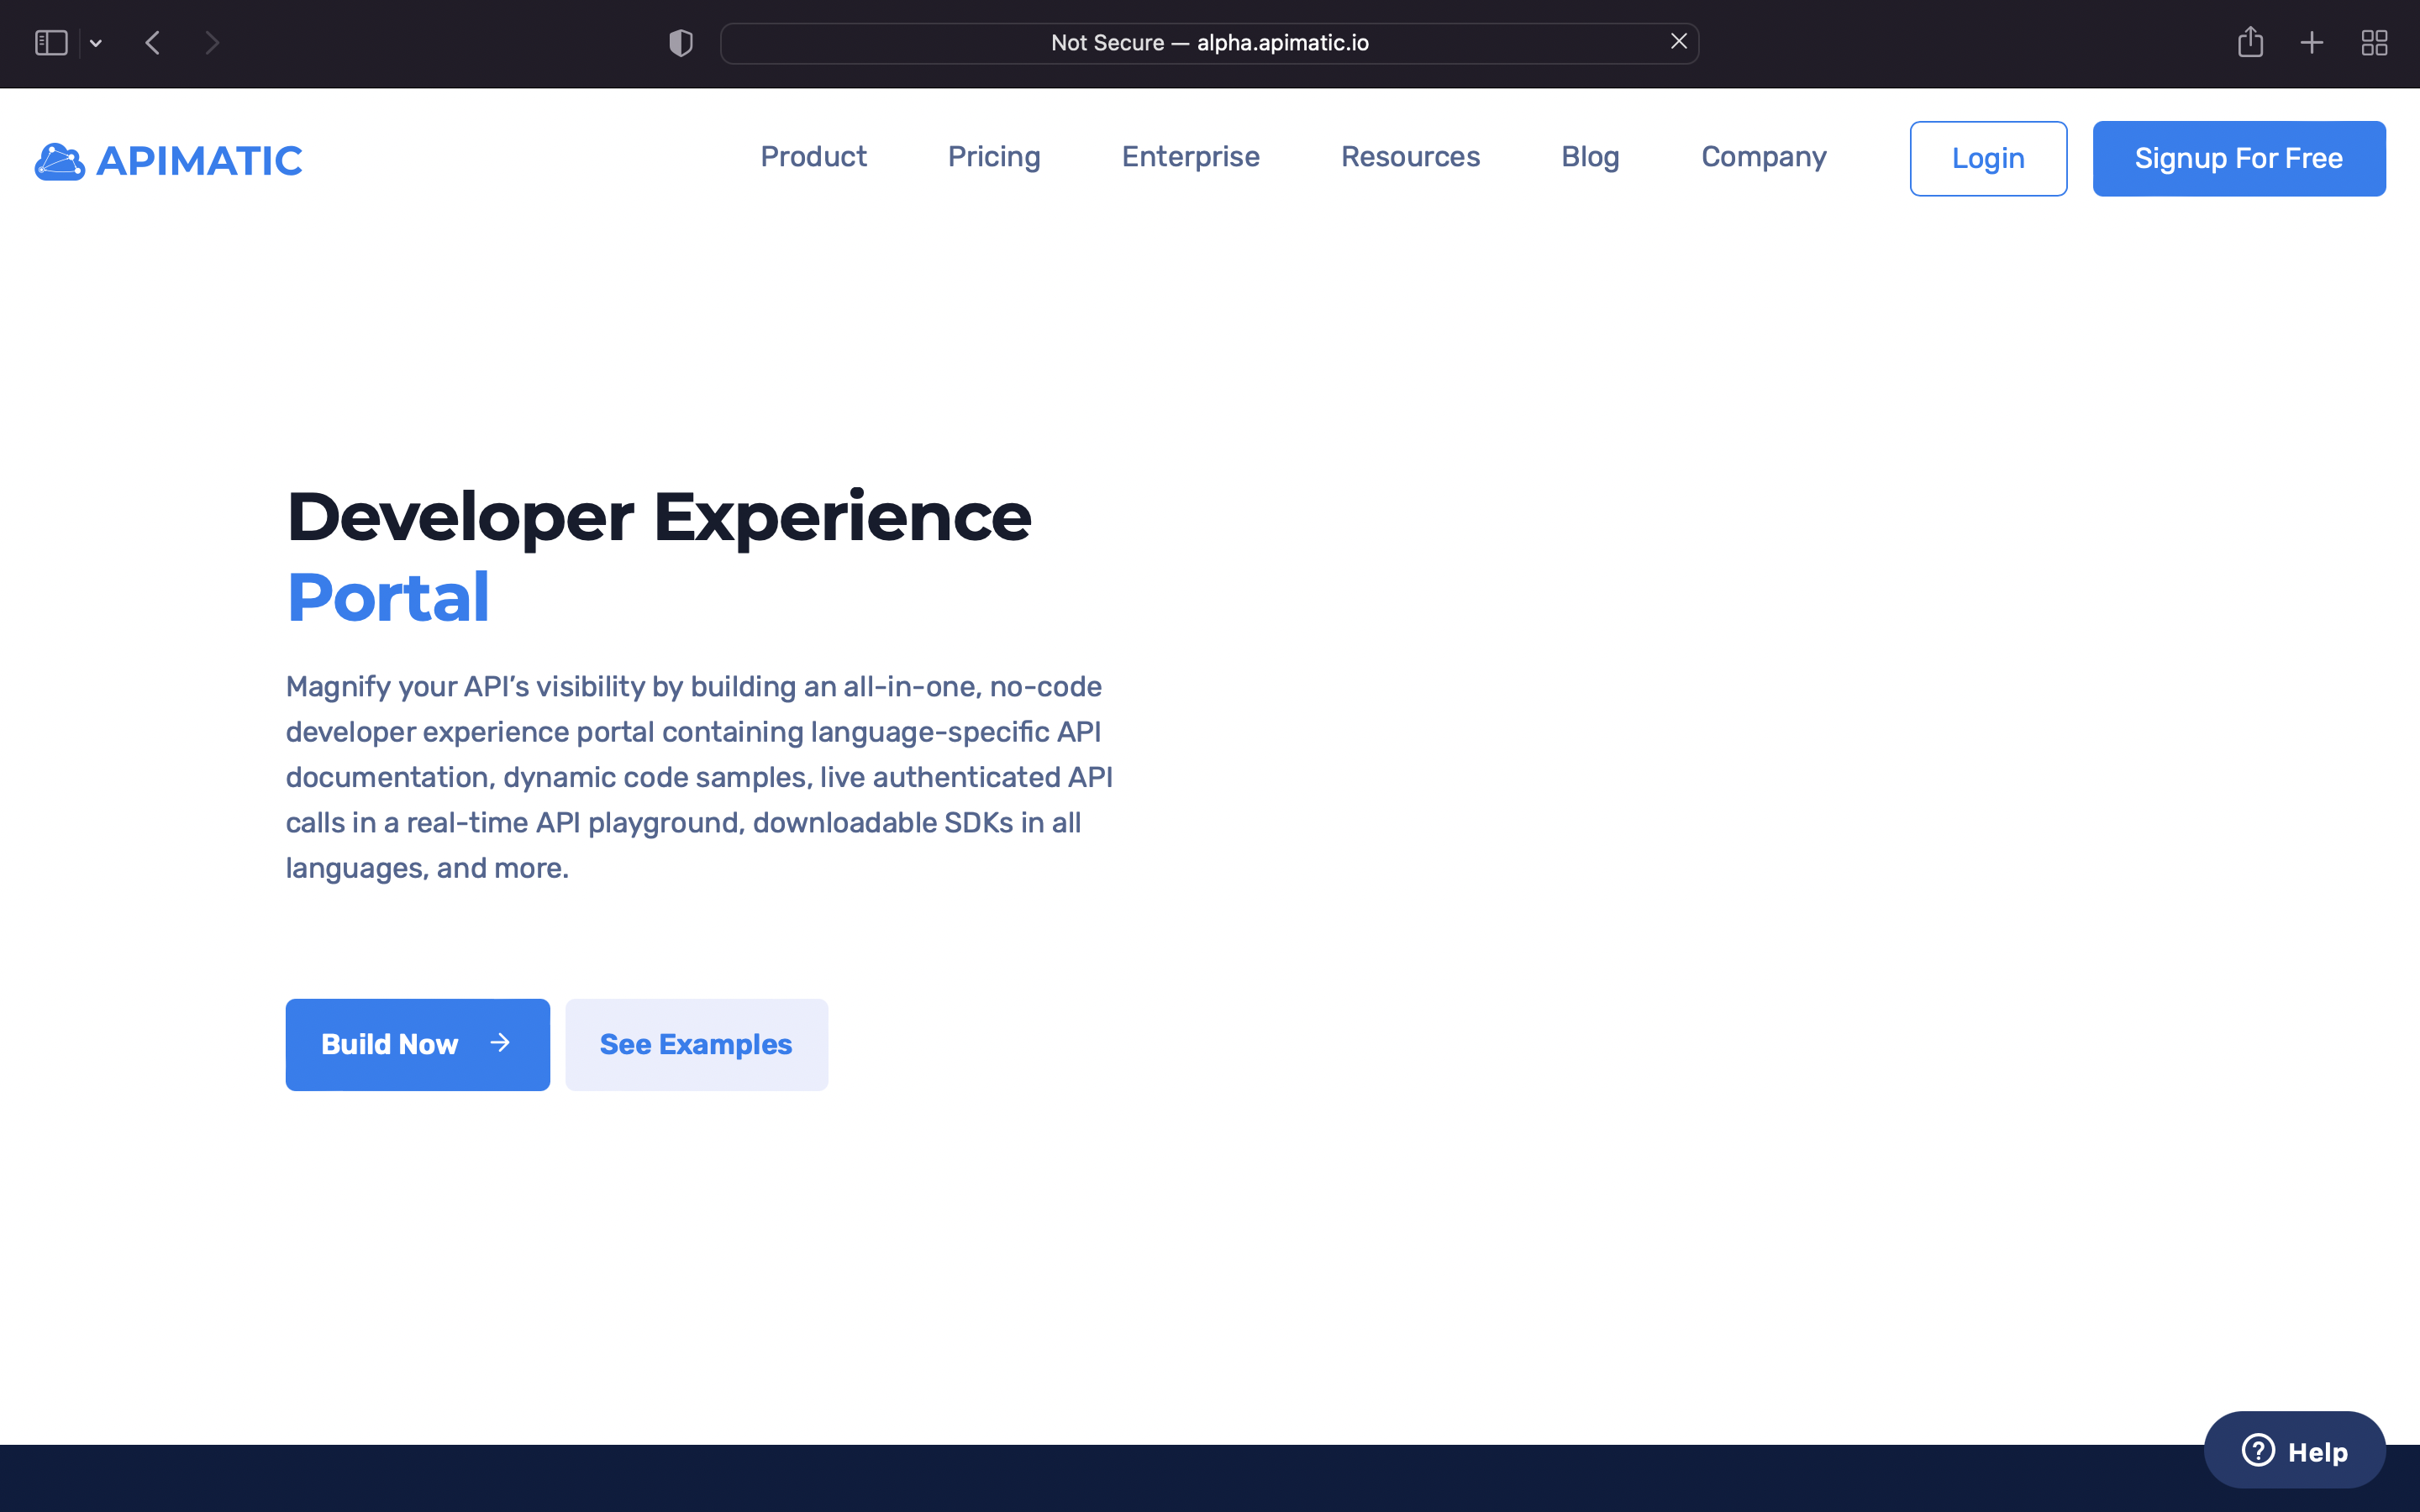 Not Secure — alpha.apimatic.io
APIMATIC
Product
Pricing
Enterprise
Resources
Blog
Company
Login
Signup For Free
Developer Experience
Portal
Magnify your API’s visibility by building an all-in-one, no-code
developer experience portal containing language-specific API
documentation, dynamic code samples, live authenticated API
calls in a real-time API playground, downloadable SDKs in all
languages, and more.
Build Now
See Examples
Help